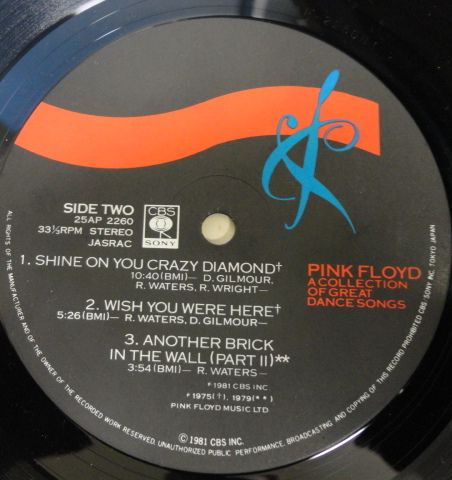 SIDE TWO
25AP 2260
33⅓RPM STEREO
JASRAC
CBS
SONY
1. SHINE ON YOU CRAZY DIAMOND†
10:40(BMI)— D. GILMOUR,
R. WATERS, R. WRIGHT—
2. WISH YOU WERE HERE†
5:26(BMI)— R. WATERS, D. GILMOUR—
3. ANOTHER BRICK
IN THE WALL (PART II)**
3:54(BMI)— R. WATERS—
℗1981 CBS INC.
℗1975(†), 1979(**)
PINK FLOYD MUSIC LTD
PINK FLOYD
A COLLECTION
OF GREAT
DANCE SONGS
Ⓒ1981 CBS INC.
ALL RIGHTS OF THE MANUFACTURER AND OF THE OWNER OF THE RECORDED WORK RESERVED. UNAUTHORIZED PUBLIC PERFORMANCE, BROADCASTING AND COPYING OF THIS RECORD PROHIBITED CBS/SONY INC. TOKYO JAPAN